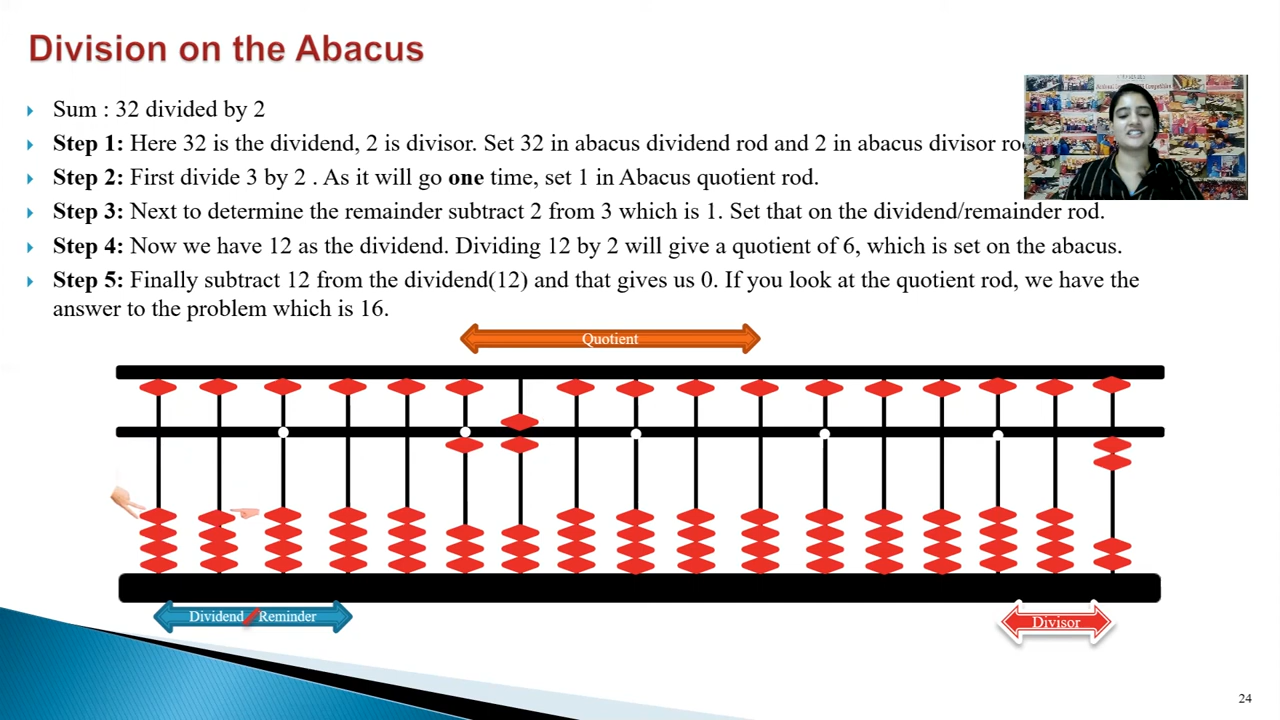 Division on the Abacus
Sum : 32 divided by 2
Step 1: Here 32 is the dividend, 2 is divisor. Set 32 in abacus dividend rod and 2 in abacus divisor
Step 2: First divide 3 by 2 . As it will go one time, set 1 in Abacus quotient rod.
Step 3: Next to determine the remainder subtract 2 from 3 which is 1. Set that on the dividend/remainder rod.
Step 4: Now we have 12 as the dividend. Dividing 12 by 2 will give a quotient of 6, which is set on the abacus.
Step 5: Finally subtract 12 from the dividend(12) and that gives us 0. If you look at the quotient rod, we have the
answer to the problem which is 16.
Quotient
Dividend / Reminder
Divisor
24